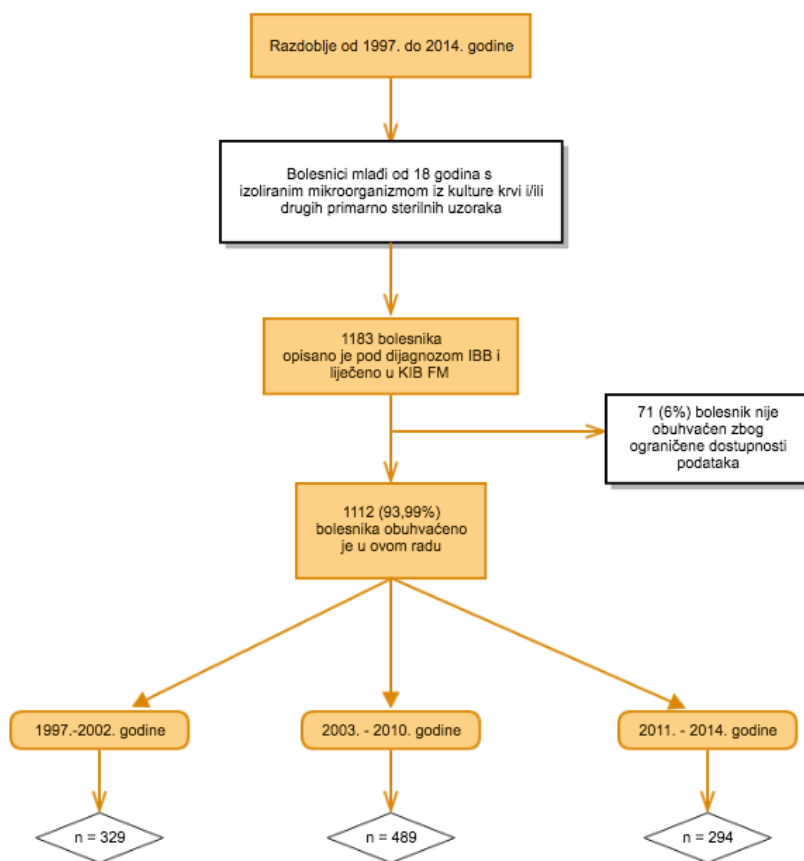 Razdoblje od 1997. do 2014. godine
Bolesnici mlađi od 18 godina s
izoliranim mikroorganizmom iz kulture krvi i/ili
drugih primarno sterilnih uzoraka
1183 bolesnika
opisano je pod dijagnozom IBB i
liječeno u KIB FM
71 (6%) bolesnik nije
obuhvaćen zbog
ograničene dostupnosti
podataka
1112 (93,99%)
bolesnika obuhvaćeno
je u ovom radu
1997.-2002. godine
2003. - 2010. godine
2011. - 2014. godine
n = 329
n = 489
n = 294